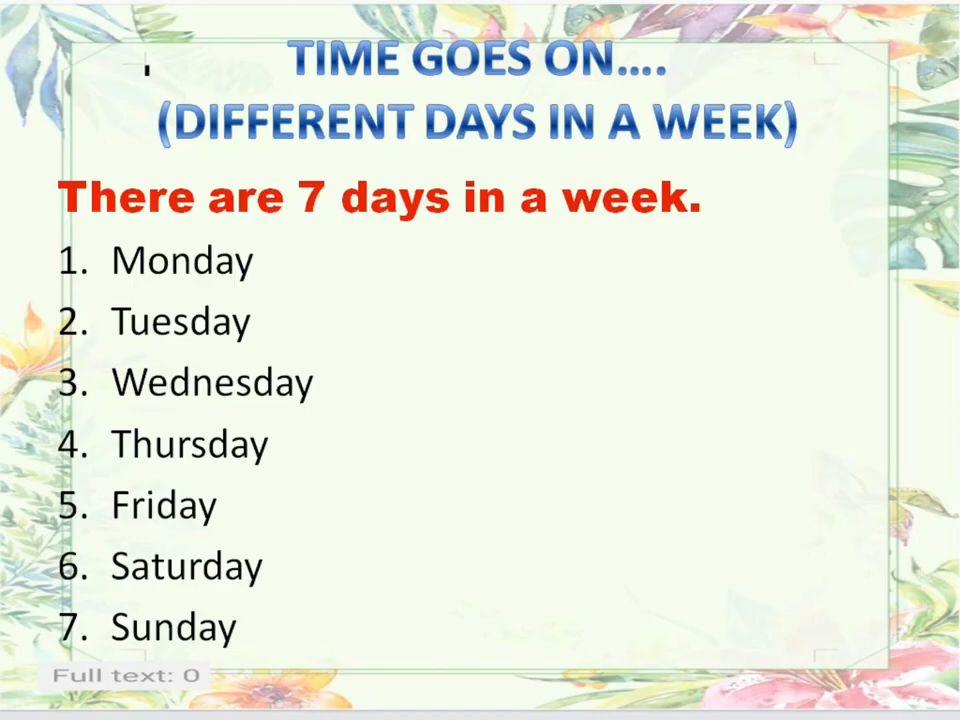 TIME GOES ON....
(DIFFERENT DAYS IN A WEEK)
There are 7 days in a week.
1. Monday
2. Tuesday
3. Wednesday
4. Thursday
5. Friday
6. Saturday
7. Sunday
Full text: 0